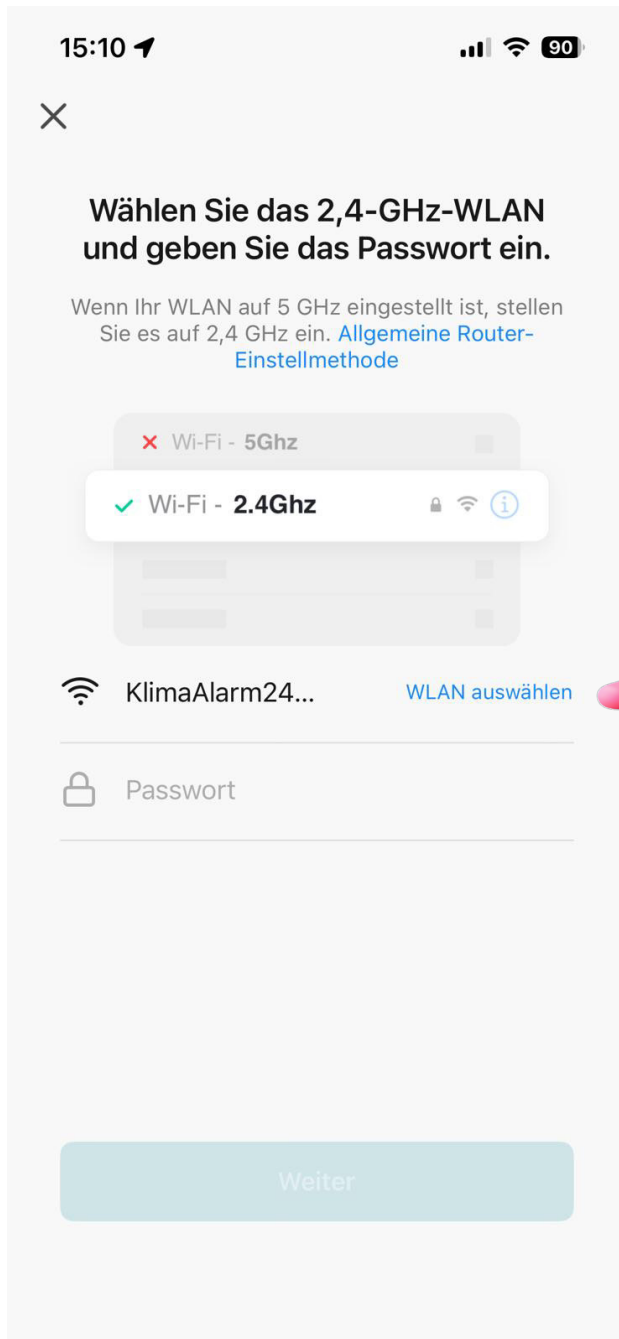 15:10
90
Wählen Sie das 2,4-GHz-WLAN
und geben Sie das Passwort ein.
Wenn Ihr WLAN auf 5 GHz eingestellt ist, stellen
Sie es auf 2,4 GHz ein. Allgemeine Router-
Einstellmethode
Wi-Fi - 5Ghz
Wi-Fi - 2.4Ghz
KlimaAlarm24... WLAN auswählen
Passwort
Weiter